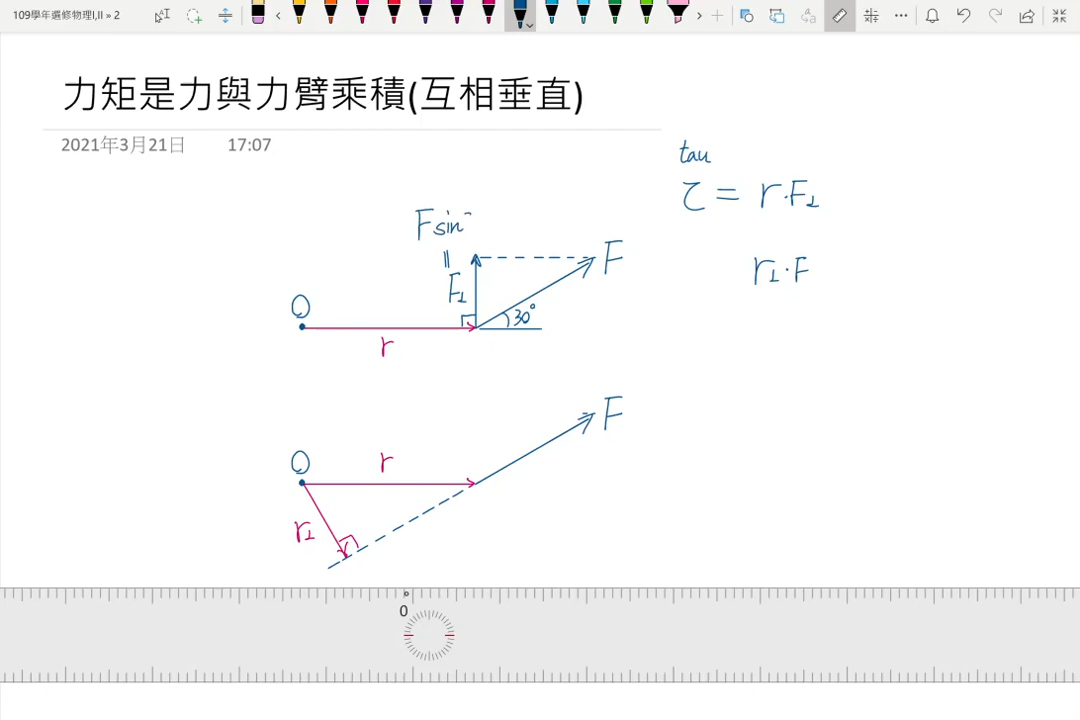 109學年選修物理I,II » 2
力矩是力與力臂乘積(互相垂直)
2021年3月21日 17:07
tau
τ = r·F⊥
r⊥·F
F sin
=
F⊥
F
30°
O
r
F
O
r
r⊥
0